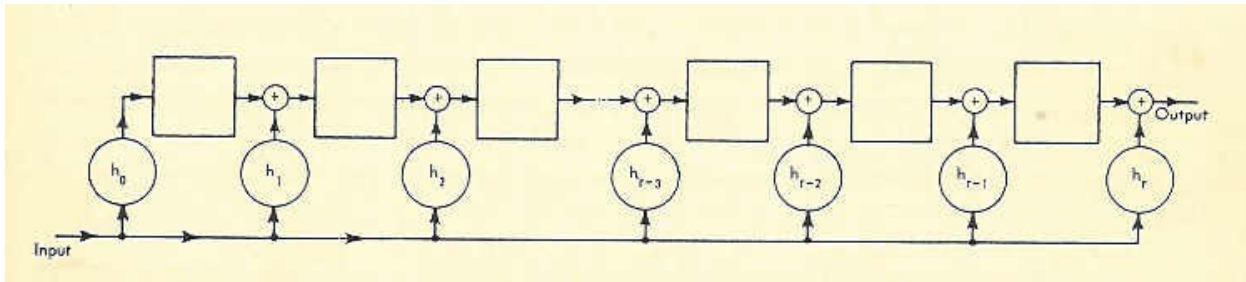 + + + + + +
Output
h₀ h₁ h₂ hᵣ₋₃ hᵣ₋₂ hᵣ₋₁ hᵣ
Input